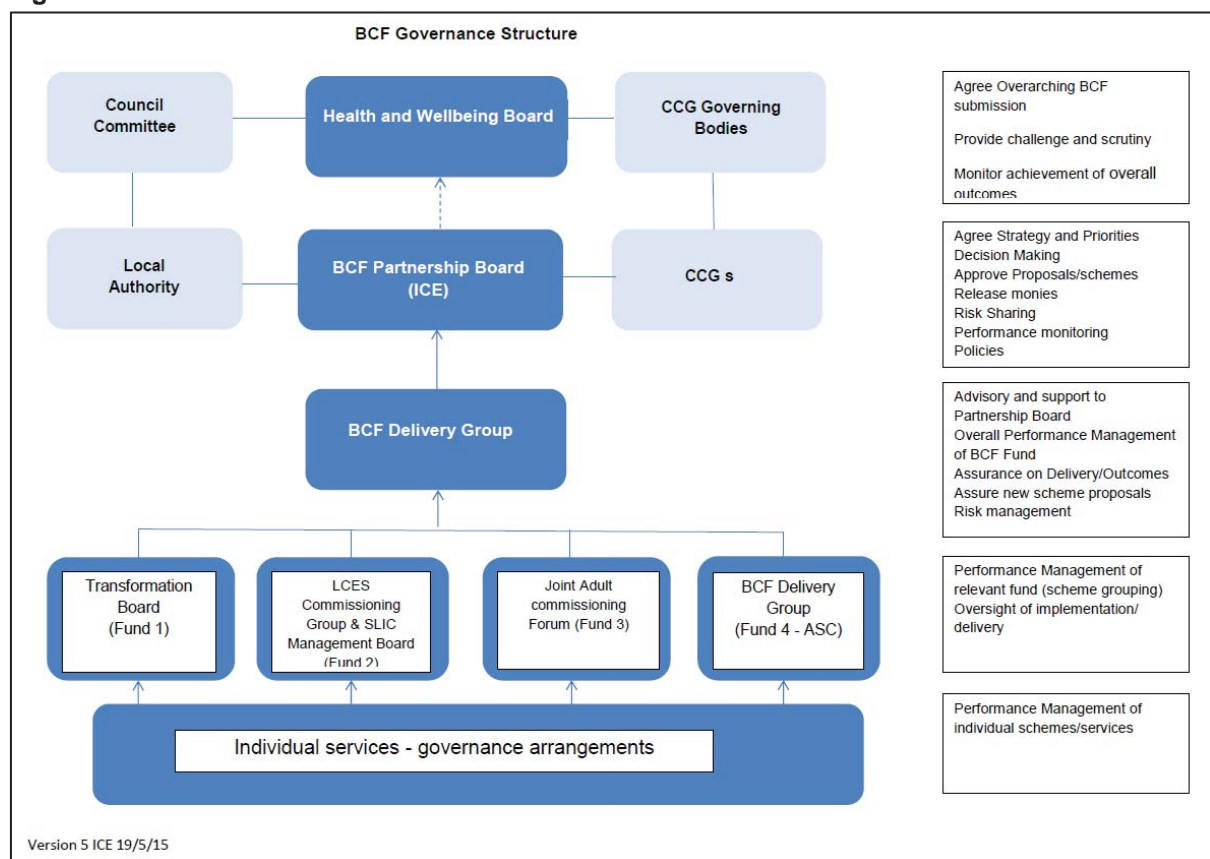 BCF Governance Structure
Council
Committee
Health and Wellbeing Board
CCG Governing
Bodies
Agree Overarching BCF
submission
Provide challenge and scrutiny
Monitor achievement of overall
outcomes
Local
Authority
BCF Partnership Board
(ICE)
CCG s
Agree Strategy and Priorities
Decision Making
Approve Proposals/schemes
Release monies
Risk Sharing
Performance monitoring
Policies
BCF Delivery Group
Advisory and support to
Partnership Board
Overall Performance Management
of BCF Fund
Assurance on Delivery/Outcomes
Assure new scheme proposals
Risk management
Transformation
Board
(Fund 1)
LCES
Commissioning
Group & SLIC
Management Board
(Fund 2)
Joint Adult
commissioning
Forum (Fund 3)
BCF Delivery
Group
(Fund 4 - ASC)
Performance Management of
relevant fund (scheme grouping)
Oversight of implementation/
delivery
Individual services - governance arrangements
Performance Management of
individual schemes/services
Version 5 ICE 19/5/15